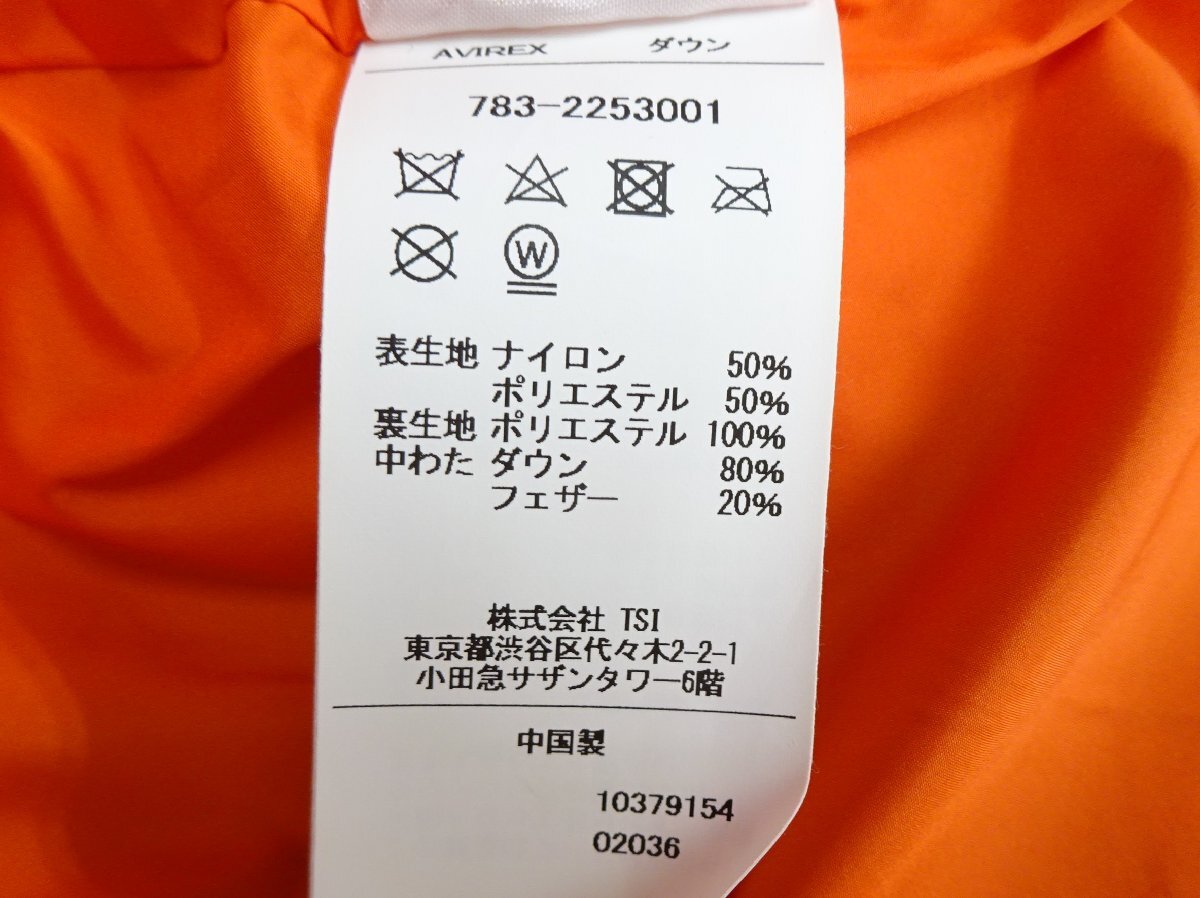 AVIREX ダウン
783-2253001
W
表生地 ナイロン 50%
ポリエステル 50%
裏生地 ポリエステル 100%
中わた ダウン 80%
フェザー 20%
株式会社 TSI
東京都渋谷区代々木2-2-1
小田急サザンタワー6階
中国製
10379154
02036